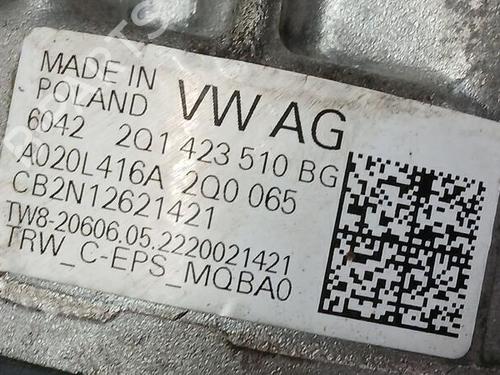 MADE IN
POLAND VW AG
6042 2Q1 423 510 BG
A020L416A 2Q0 065
CB2N12621421
TW8-20606.05.2220021421
TRW_C-EPS_MQBA0